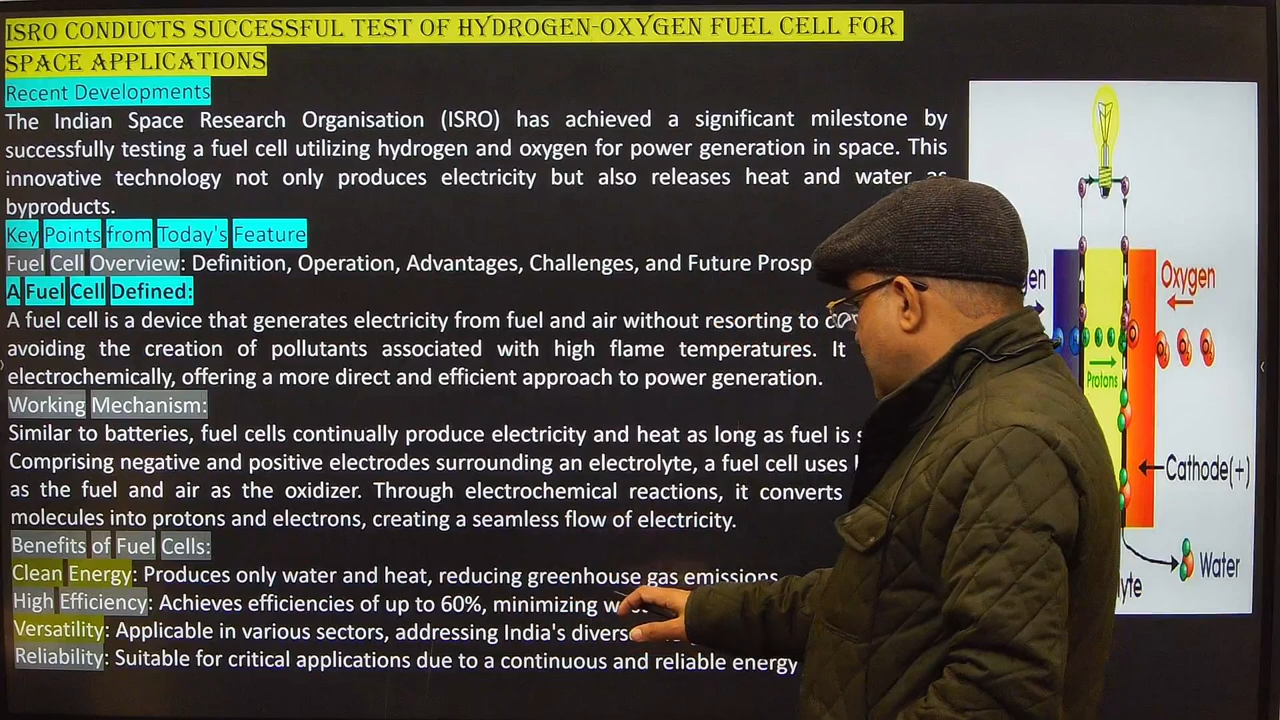 ISRO CONDUCTS SUCCESSFUL TEST OF HYDROGEN-OXYGEN FUEL CELL FOR
SPACE APPLICATIONS
Recent Developments
The Indian Space Research Organisation (ISRO) has achieved a significant milestone by
successfully testing a fuel cell utilizing hydrogen and oxygen for power generation in space. This
innovative technology not only produces electricity but also releases heat and water as
byproducts.
Key Points from Today's Feature
Fuel Cell Overview: Definition, Operation, Advantages, Challenges, and Future
A Fuel Cell Defined:
A fuel cell is a device that generates electricity from fuel and air without resorting to
avoiding the creation of pollutants associated with high flame temperatures. It
electrochemically, offering a more direct and efficient approach to power generation.
Working Mechanism:
Similar to batteries, fuel cells continually produce electricity and heat as long as fuel is
Comprising negative and positive electrodes surrounding an electrolyte, a fuel cell uses
as the fuel and air as the oxidizer. Through electrochemical reactions, it converts
molecules into protons and electrons, creating a seamless flow of electricity.
Benefits of Fuel Cells:
Clean Energy: Produces only water and heat, reducing greenhouse gas emissions
High Efficiency: Achieves efficiencies of up to 60%, minimizing
Versatility: Applicable in various sectors, addressing India's
Reliability: Suitable for critical applications due to a continuous and reliable energy
Oxygen
Protons
Cathode(+)
Water